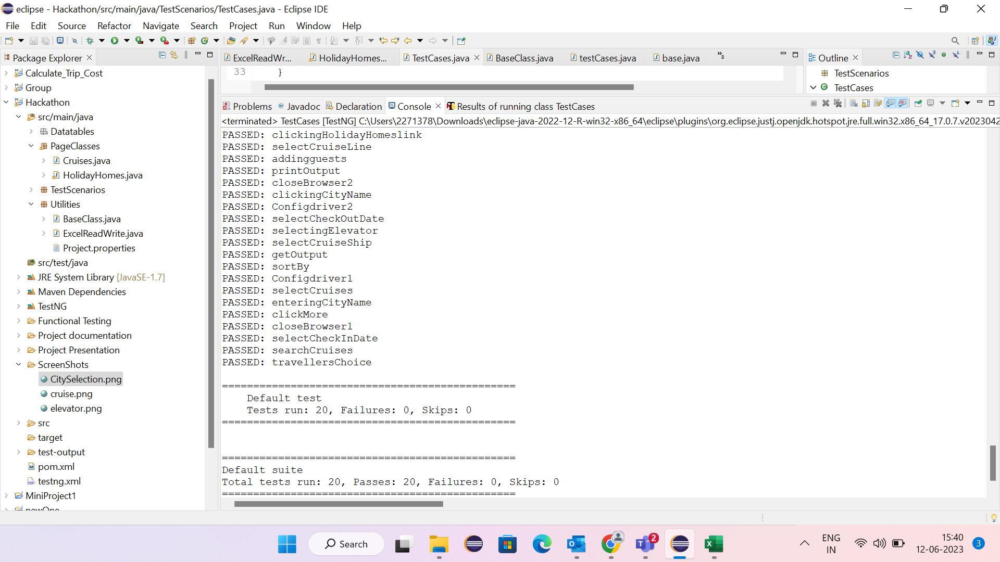 eclipse - Hackathon/src/main/java/TestScenarios/TestCases.java - Eclipse IDE
File Edit Source Refactor Navigate Search Project Run Window Help
Package Explorer
Calculate_Trip_Cost
Group
Hackathon
src/main/java
Datatables
PageClasses
Cruises.java
HolidayHomes.java
TestScenarios
Utilities
BaseClass.java
ExcelReadWrite.java
Project.properties
src/test/java
JRE System Library [JavaSE-1.7]
Maven Dependencies
TestNG
Functional Testing
Project documentation
Project Presentation
ScreenShots
CitySelection.png
cruise.png
elevator.png
src
target
test-output
pom.xml
testng.xml
MiniProject1
newOne
ExcelReadWr... HolidayHomes... TestCases.java BaseClass.java testCases.java base.java »8
33 }
Outline
TestScenarios
TestCases
Problems @ Javadoc Declaration Console Results of running class TestCases
<terminated> TestCases [TestNG] C:\Users\2271378\Downloads\eclipse-java-2022-12-R-win32-x86_64\eclipse\plugins\org.eclipse.justj.openjdk.hotspot.jre.full.win32.x86_64_17.0.7.v2023042
PASSED: clickingHolidayHomeslink
PASSED: selectCruiseLine
PASSED: addingguests
PASSED: printOutput
PASSED: closeBrowser2
PASSED: clickingCityName
PASSED: Configdriver2
PASSED: selectCheckOutDate
PASSED: selectingElevator
PASSED: selectCruiseShip
PASSED: getOutput
PASSED: sortBy
PASSED: Configdriver1
PASSED: selectCruises
PASSED: enteringCityName
PASSED: clickMore
PASSED: closeBrowser1
PASSED: selectCheckInDate
PASSED: searchCruises
PASSED: travellersChoice
===============================================
Default test
Tests run: 20, Failures: 0, Skips: 0
===============================================
===============================================
Default suite
Total tests run: 20, Passes: 20, Failures: 0, Skips: 0
===============================================
Search
2
ENG
IN
15:40
12-06-2023
3